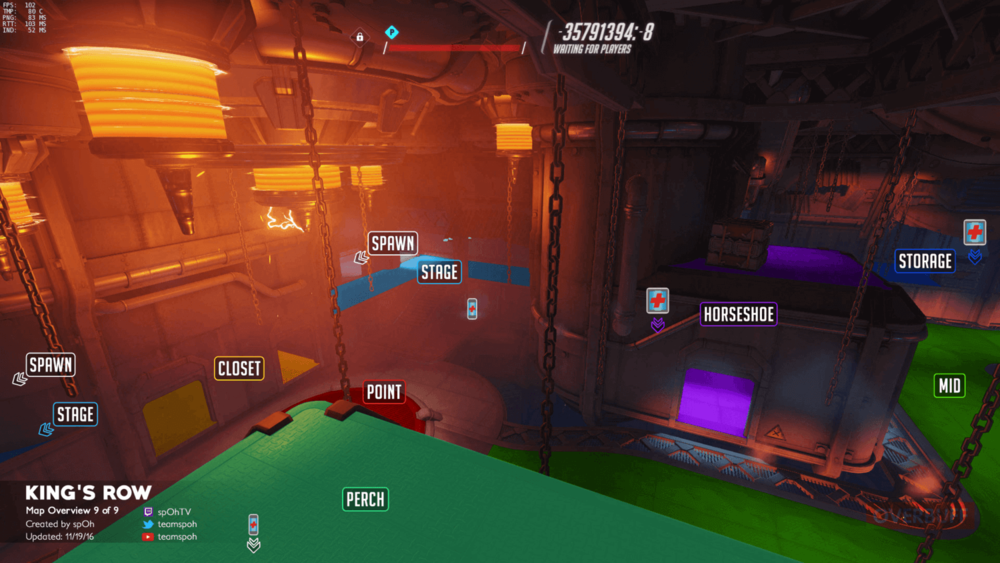 FPS: 102
TMP: 80 C
PNG: 83 MS
RTT: 103 MS
IND: 52 MS
P
-35791394:-8
WAITING FOR PLAYERS
SPAWN
STAGE
STORAGE
HORSESHOE
SPAWN
CLOSET
POINT
MID
STAGE
PERCH
KING'S ROW
Map Overview 9 of 9
Created by spOh
Updated: 11/19/16
spOhTV
teamspoh
teamspoh